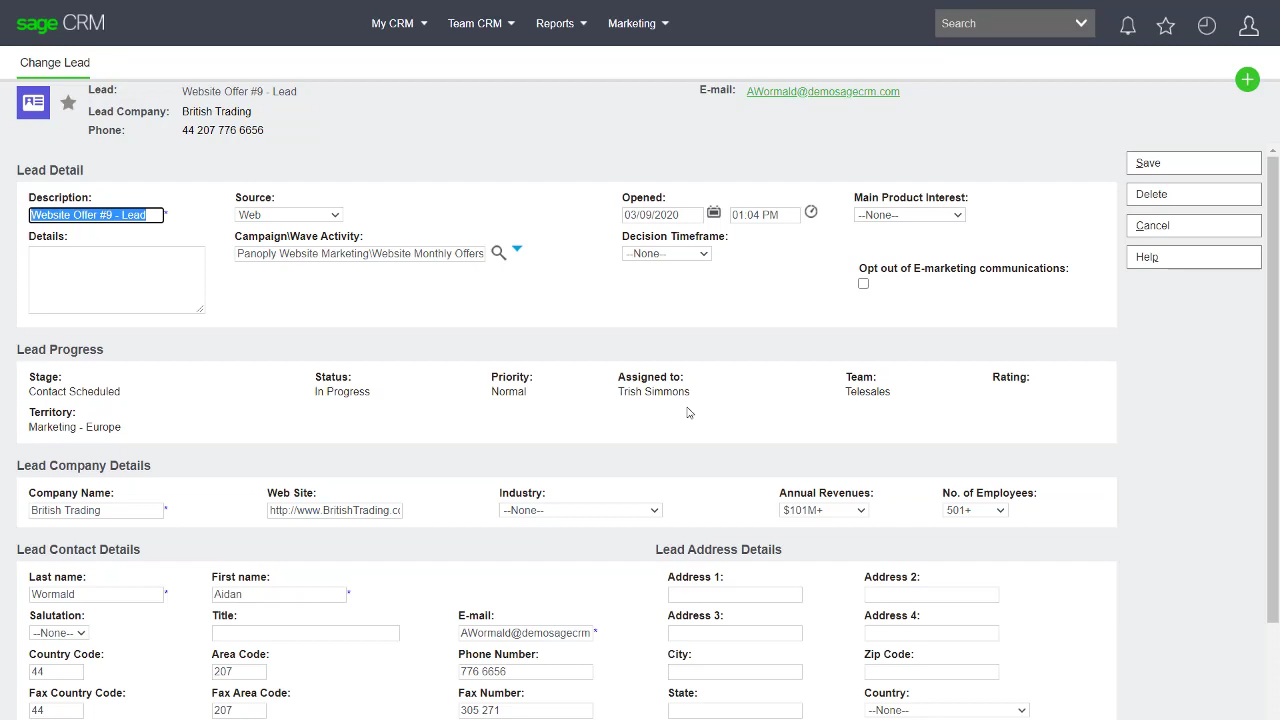 sage CRM My CRM Team CRM Reports Marketing Search
Change Lead
Lead: Website Offer #9 - Lead E-mail: AWormald@demosagecrm.com
Lead Company: British Trading
Phone: 44 207 776 6656
Lead Detail
Save
Delete
Cancel
Help
Description: Source: Opened: Main Product Interest:
Website Offer #9 - Lead * Web 03/09/2020 01.04 PM --None--
Details: Campaign\Wave Activity: Decision Timeframe:
Panoply Website Marketing\Website Monthly Offers --None--
Opt out of E-marketing communications:
Lead Progress
Stage: Status: Priority: Assigned to: Team: Rating:
Contact Scheduled In Progress Normal Trish Simmons Telesales
Territory:
Marketing - Europe
Lead Company Details
Company Name: Web Site: Industry: Annual Revenues: No. of Employees:
British Trading * http://www.BritishTrading.c --None-- $101M+ 501+
Lead Contact Details Lead Address Details
Last name: First name: Address 1: Address 2:
Wormald * Aidan *
Salutation: Title: E-mail: Address 3: Address 4:
--None-- AWormald@demosagecrm *
Country Code: Area Code: Phone Number: City: Zip Code:
44 207 776 6656
Fax Country Code: Fax Area Code: Fax Number: State: Country:
44 207 305 271 --None--